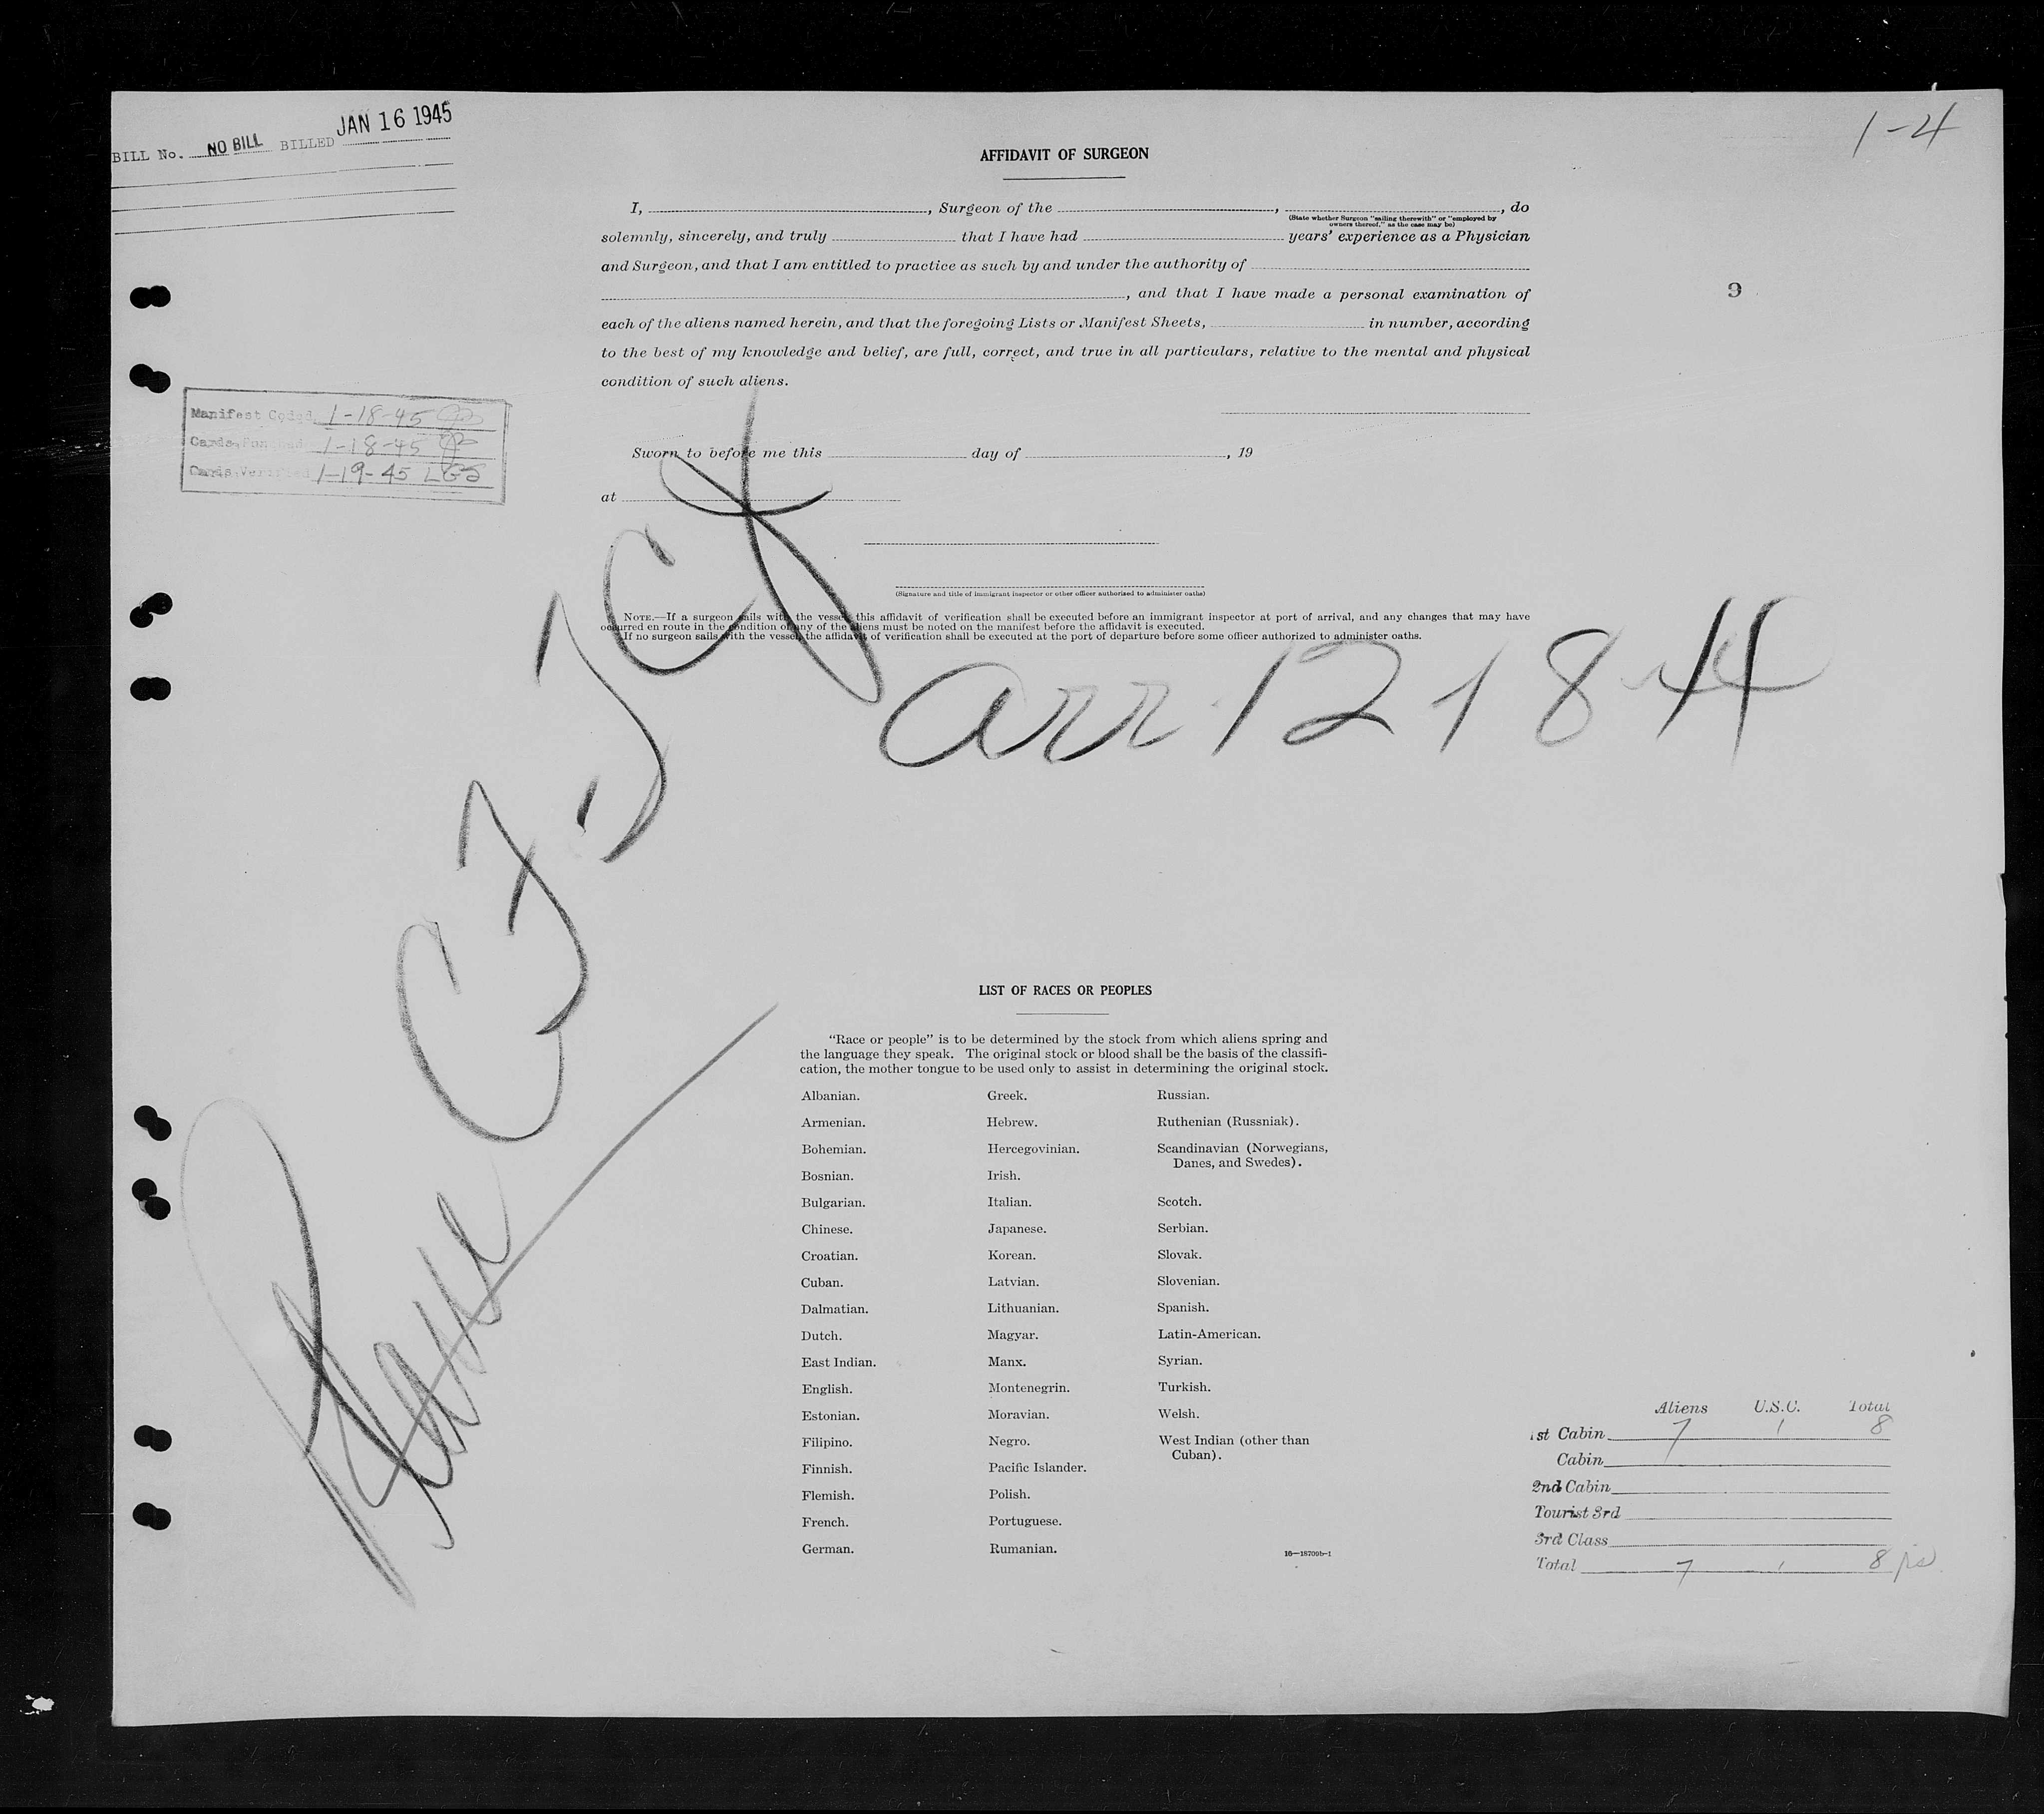 BILL No. NO BILL BILLED JAN 16 1945
1-4
AFFIDAVIT OF SURGEON
I, , Surgeon of the , , do
(State whether Surgeon "sailing therewith" or "employed by
owners thereof," as the case may be)
solemnly, sincerely, and truly that I have had years' experience as a Physician
and Surgeon, and that I am entitled to practice as such by and under the authority of
, and that I have made a personal examination of
9
each of the aliens named herein, and that the foregoing Lists or Manifest Sheets, in number, according
to the best of my knowledge and belief, are full, correct, and true in all particulars, relative to the mental and physical
condition of such aliens.
Manifest Coded 1-18-45
Cards Punched 1-18-45
Cards Verified 1-19-45 LGS
Sworn to before me this day of , 19
at
(Signature and title of immigrant inspector or other officer authorized to administer oaths)
NOTE.—If a surgeon sails with the vessel this affidavit of verification shall be executed before an immigrant inspector at port of arrival, and any changes that may have
occurred en route in the condition of any of the aliens must be noted on the manifest before the affidavit is executed.
If no surgeon sails with the vessel, the affidavit of verification shall be executed at the port of departure before some officer authorized to administer oaths.
Plane CF-JCX
arr 12 18 44
LIST OF RACES OR PEOPLES
"Race or people" is to be determined by the stock from which aliens spring and
the language they speak. The original stock or blood shall be the basis of the classifi-
cation, the mother tongue to be used only to assist in determining the original stock.
Albanian. Greek. Russian.
Armenian. Hebrew. Ruthenian (Russniak).
Bohemian. Hercegovinian. Scandinavian (Norwegians,
Danes, and Swedes).
Bosnian. Irish.
Bulgarian. Italian. Scotch.
Chinese. Japanese. Serbian.
Croatian. Korean. Slovak.
Cuban. Latvian. Slovenian.
Dalmatian. Lithuanian. Spanish.
Dutch. Magyar. Latin-American.
East Indian. Manx. Syrian.
English. Montenegrin. Turkish.
Estonian. Moravian. Welsh.
Filipino. Negro. West Indian (other than
Cuban).
Finnish. Pacific Islander.
Flemish. Polish.
French. Portuguese.
German. Rumanian.
16—18709b-1
Aliens U.S.C. Total
1st Cabin 7 1 8
Cabin
2nd Cabin
Tourist 3rd
3rd Class
Total 7 1 8